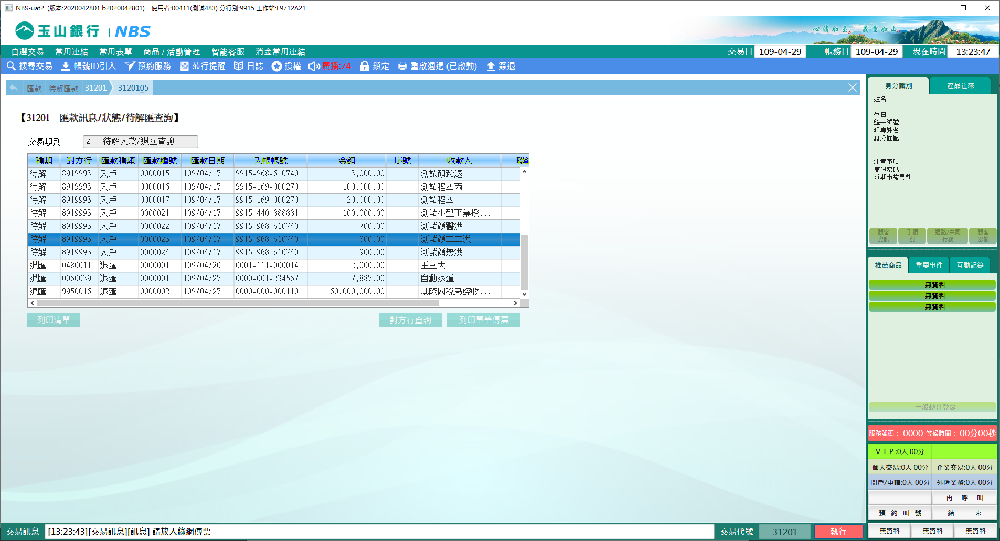 NBS-uat2 (版本:2020042801.b2020042801) 使用者:00411(測試483) 分行別:9915 工作站:L9712A21
玉山銀行 | NBS
心清如玉。義重如山。
自選交易 常用連結 常用表單 商品 / 活動管理 智能客服 消金常用連結 交易日 109-04-29 帳務日 109-04-29 現在時間 13:23:47
搜尋交易 帳號ID引入 預約服務 蒞行提醒 日誌 授權 廣播:74 鎖定 重啟週邊 (已啟動) 簽退
匯款 待解匯款 31201 3120105
【31201 匯款訊息/狀態/待解匯查詢】
交易類別 2 - 待解入款/退匯查詢
種類 對方行 匯款種類 匯款編號 匯款日期 入帳帳號 金額 序號 收款人 聯絡
待解 8919993 入戶 0000015 109/04/17 9915-968-610740 3,000.00 測試顏跨退
待解 8919993 入戶 0000016 109/04/17 9915-169-000270 100,000.00 測試程四丙
待解 8919993 入戶 0000017 109/04/17 9915-169-000270 20,000.00 測試程四
待解 8919993 入戶 0000021 109/04/17 9915-440-888881 100,000.00 測試小型事業授...
待解 8919993 入戶 0000022 109/04/17 9915-968-610740 700.00 測試顏醫洪
待解 8919993 入戶 0000023 109/04/17 9915-968-610740 800.00 測試顏二二洪
待解 8919993 入戶 0000024 109/04/17 9915-968-610740 900.00 測試顏無洪
退匯 0480011 退匯 0000001 109/04/20 0001-111-000014 2,000.00 王三大
退匯 0060039 退匯 0000001 109/04/27 0000-001-234567 7,887.00 自動退匯
退匯 9950016 退匯 0000002 109/04/27 0000-000-000110 60,000,000.00 基隆關稅局經收...
列印清單 對方行查詢 列印單筆傳票
身分識別 產品往來
姓名
生日
統一編號
理專姓名
身分註記
注意事項
簡訊密碼
近期事故異動
顧客資訊 手續費 通路/共同行銷 顧客影像
推薦商品 重要事件 互動記錄
無資料
無資料
無資料
一般轉介登錄
服務號碼： 0000 等候時間： 00分00秒
ＶＩＰ:0人 00分
個人交易:0人 00分 企業交易:0人 00分
開戶/申請:0人 00分 外匯業務:0人 00分
再 呼 叫
預 約 叫 號 結 束
無資料 無資料 無資料
交易訊息 [13:23:43][交易訊息][訊息] 請放入綠網傳票 交易代號 31201 執行